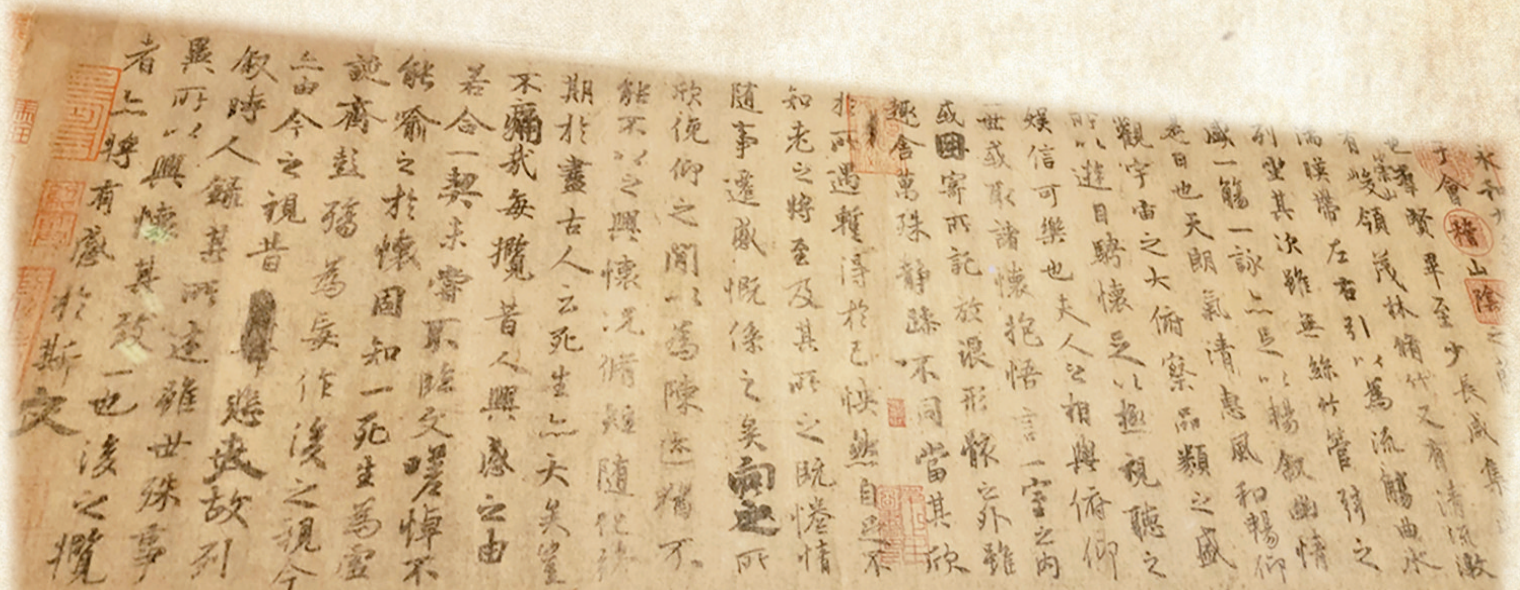 永和九
于會稽山陰之蘭
也羣賢畢至少長咸集此
有崇山峻領茂林脩竹又有清流激
湍暎帶左右引以為流觴曲水
列坐其次雖無絲竹管弦之
盛一觴一詠亦足以暢敘幽情
是日也天朗氣清惠風和暢仰
觀宇宙之大俯察品類之盛
所以遊目騁懷足以極視聽之
娛信可樂也夫人之相與俯仰
一世或取諸懷抱悟言一室之內
或因寄所託放浪形骸之外雖
趣舍萬殊靜躁不同當其欣
於所遇蹔得於己怏然自足不
知老之將至及其所之既惓情
隨事遷感慨係之矣向之所
欣俛仰之閒以為陳迹猶不
能不以之興懷況脩短隨化終
期於盡古人云死生亦大矣豈
不痛哉每攬昔人興感之由
若合一契未嘗不臨文嗟悼不
能喻之於懷固知一死生為虛
誕齊彭殤為妄作後之視今
亦由今之視昔悲夫故列
敘時人錄其所述雖世殊事
異所以興懷其致一也後之攬
者亦將有感於斯文